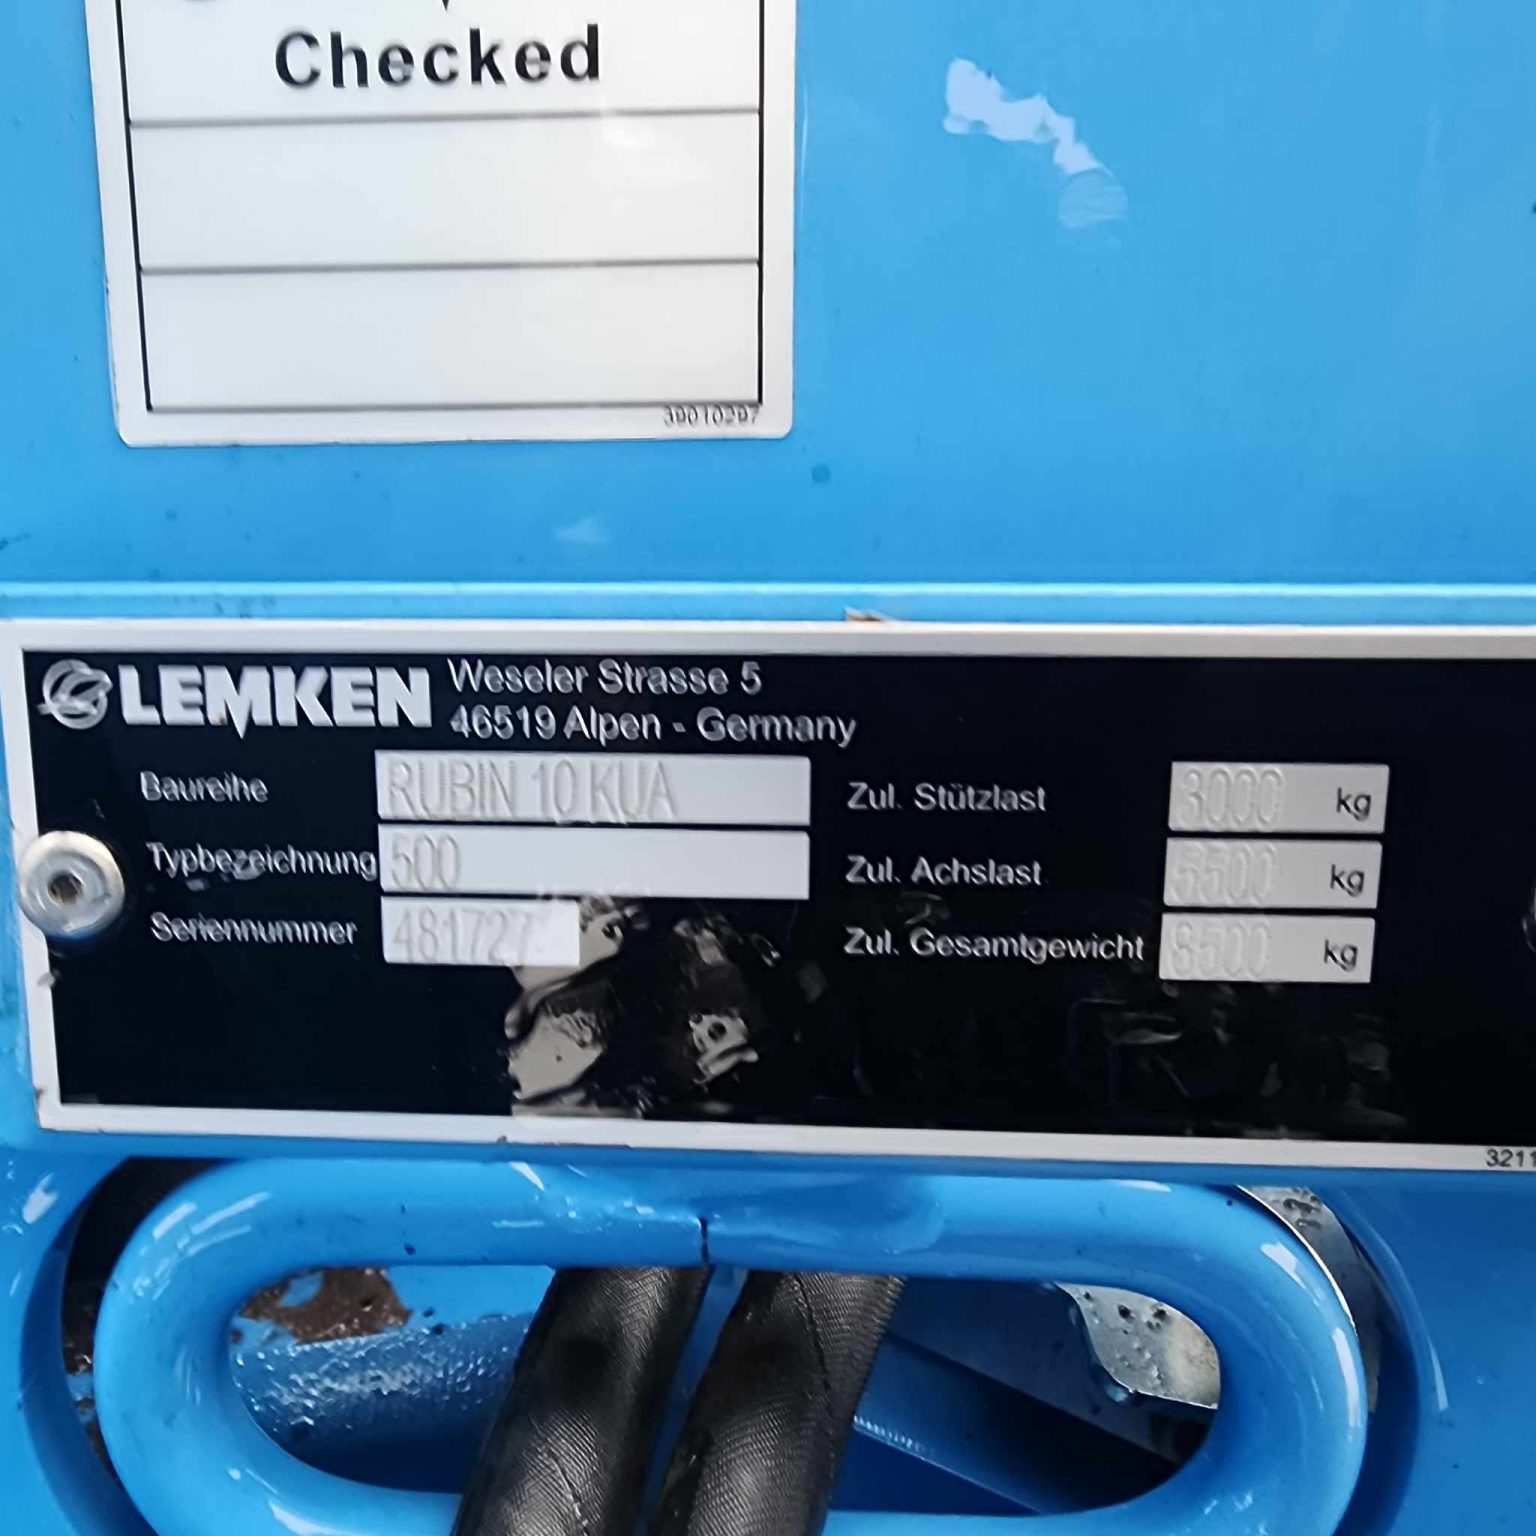 Checked
39010297
LEMKEN Weseler Strasse 5
46519 Alpen - Germany
Baureihe RUBIN 10 KUA
Typbezeichnung 500
Seriennummer 481727
Zul. Stützlast 3000 kg
Zul. Achslast 5500 kg
Zul. Gesamtgewicht 8500 kg
3211